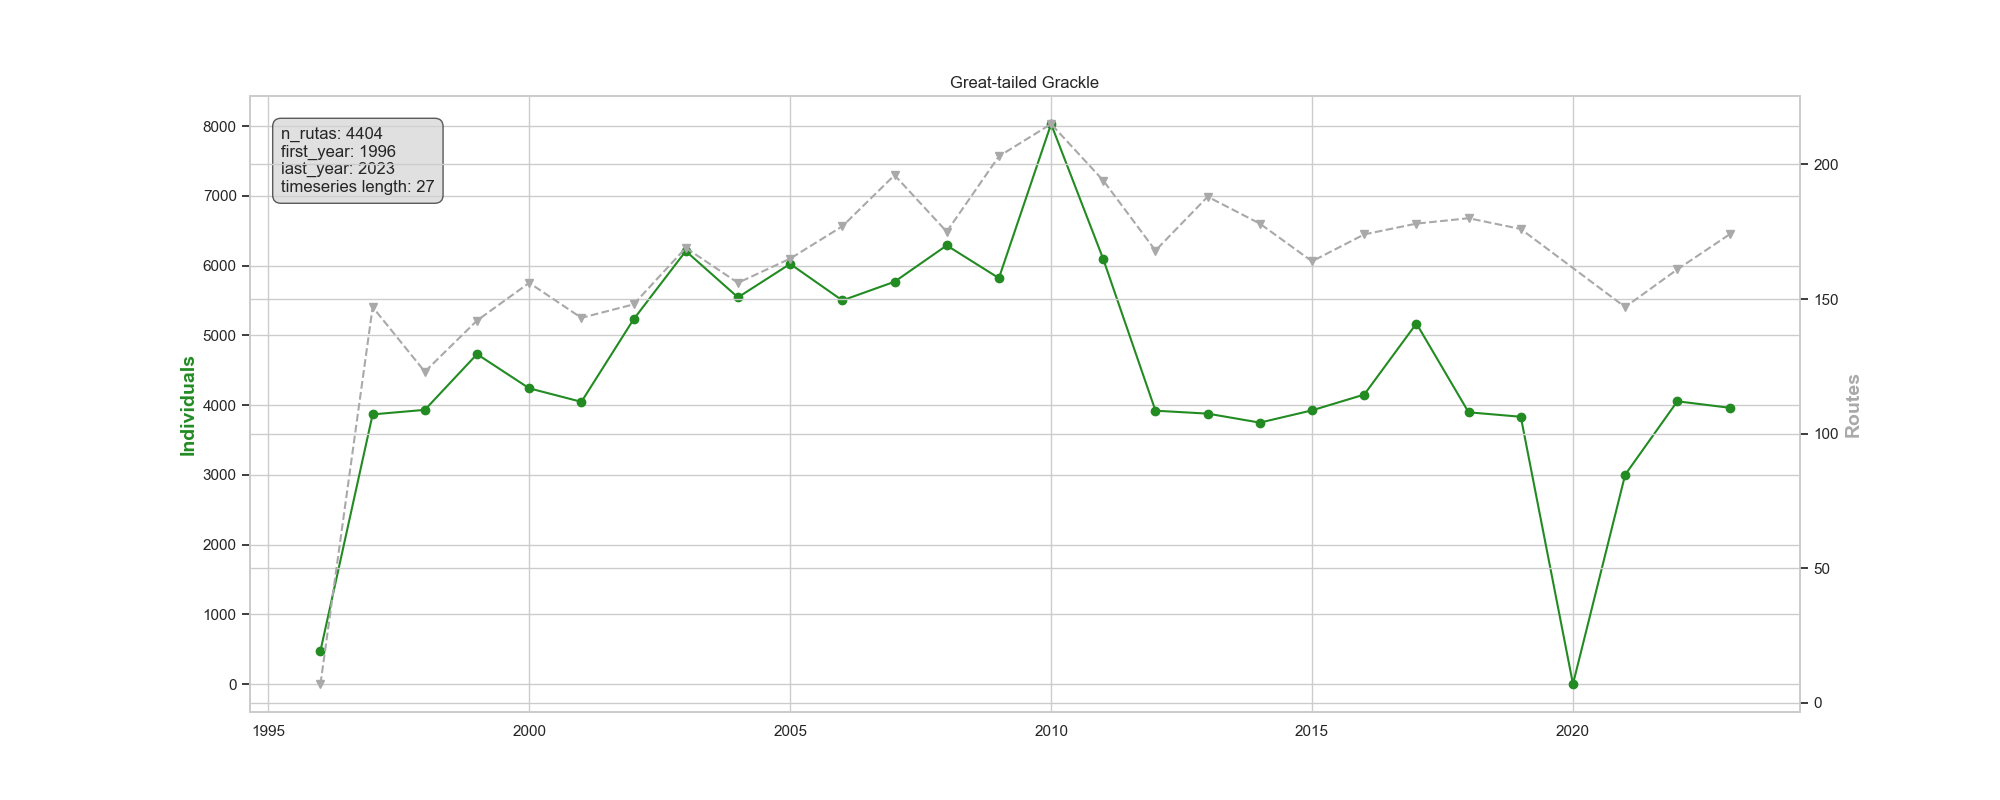 Great-tailed Grackle
n_rutas: 4404
first_year: 1996
last_year: 2023
timeseries length: 27
Individuals
8000
7000
6000
5000
4000
3000
2000
1000
0
Routes
200
150
100
50
0
1995
2000
2005
2010
2015
2020